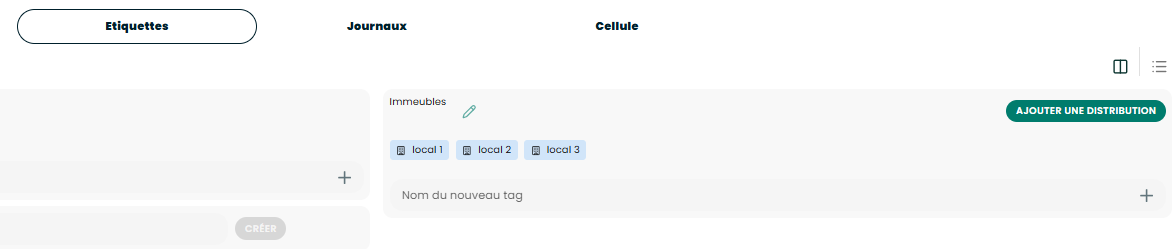 Etiquettes
Journaux
Cellule
Immeubles
AJOUTER UNE DISTRIBUTION
local 1
local 2
local 3
Nom du nouveau tag
CRÉER